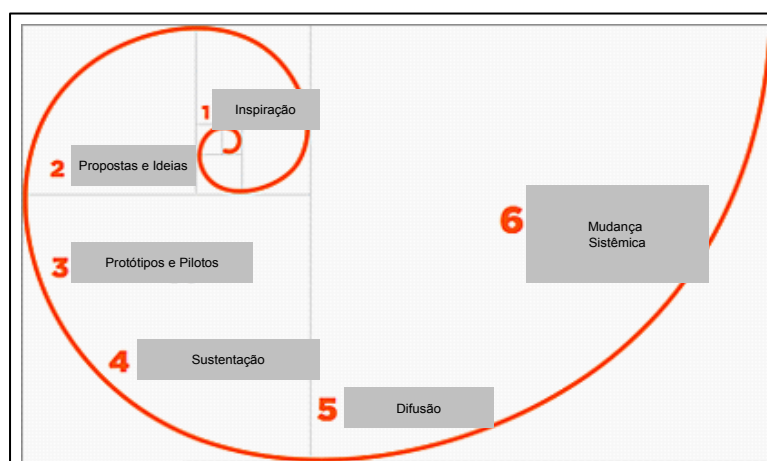 1 Inspiração
2 Propostas e Ideias
3 Protótipos e Pilotos
4 Sustentação
5 Difusão
6 Mudança
Sistêmica